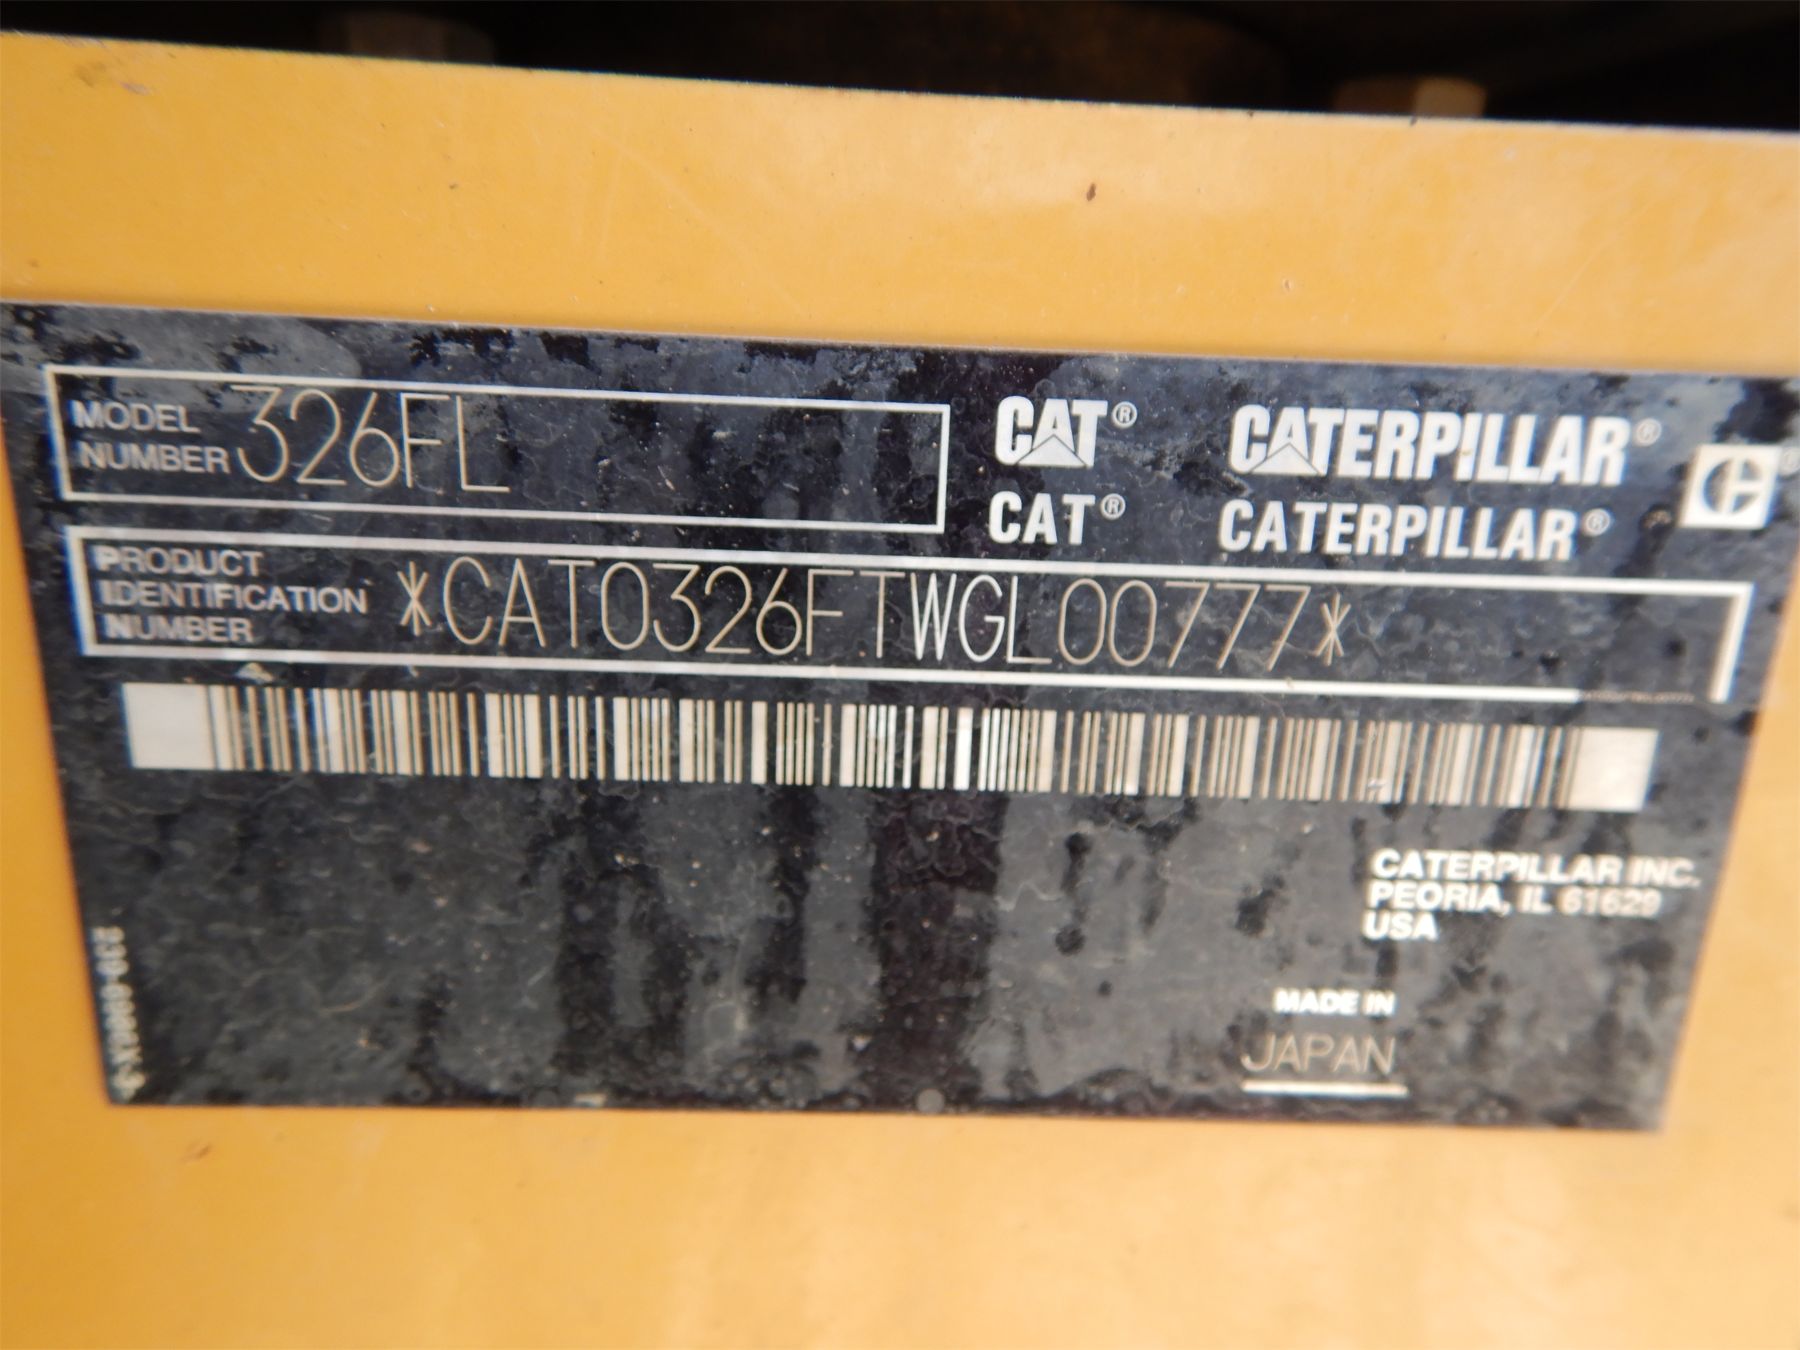 MODEL
NUMBER 326FL
CAT® CATERPILLAR®
CAT® CATERPILLAR®
PRODUCT
IDENTIFICATION
NUMBER
*CAT0326FTWGL00777*
CATERPILLAR INC.
PEORIA, IL 61629
USA
MADE IN
JAPAN